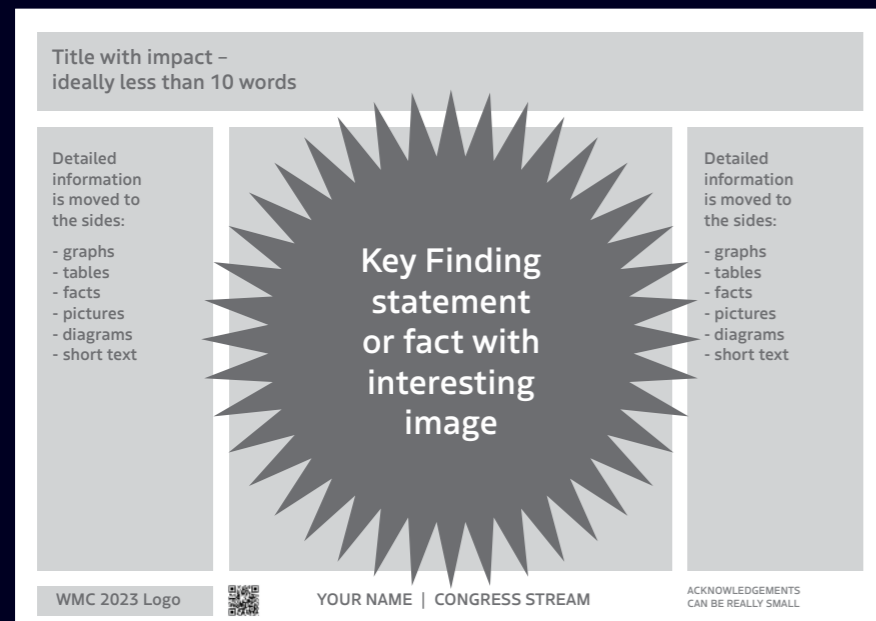 Title with impact –
ideally less than 10 words
Detailed
information
is moved to
the sides:
- graphs
- tables
- facts
- pictures
- diagrams
- short text
Key Finding
statement
or fact with
interesting
image
Detailed
information
is moved to
the sides:
- graphs
- tables
- facts
- pictures
- diagrams
- short text
WMC 2023 Logo
YOUR NAME | CONGRESS STREAM
ACKNOWLEDGEMENTS
CAN BE REALLY SMALL